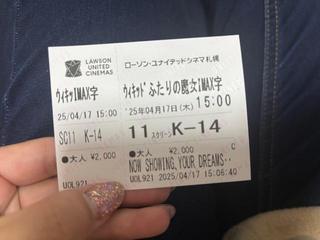 LAWSON
UNITED
CINEMAS
ローソン・ユナイテッドシネマ札幌
ウィキッIMAX字
ウィキッド ふたりの魔女IMAX字
25/04/17 15:00
'25年04月17日(木) 15:00
SC11 K-14
11 スクリーン K-14
●大人 ¥2,000
●大人 ¥2,000
C
NOW SHOWING,YOUR DREAMS・・
UOL921
UOL921 2025/04/17 15:06:40